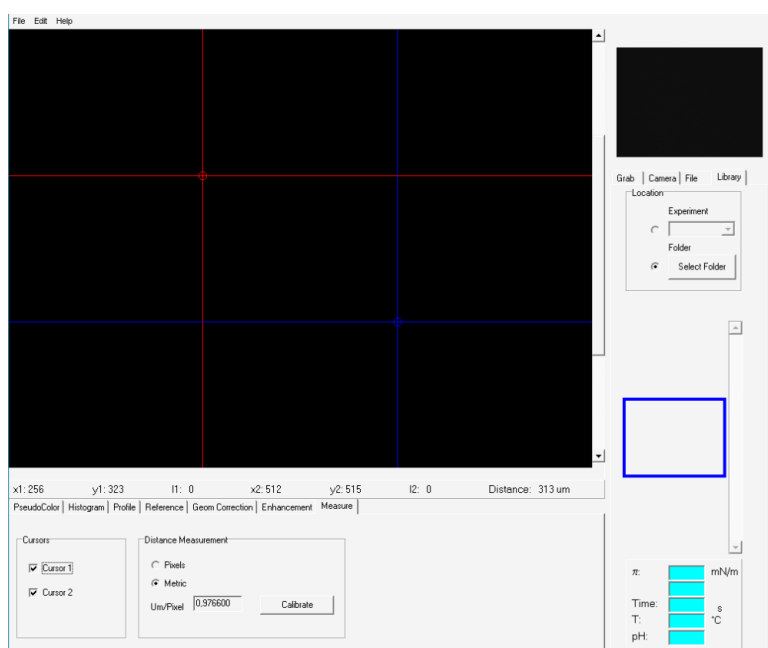 File Edit Help
Grab Camera File Library
Location
Experiment
Folder
Select Folder
x1: 256 y1: 323 I1: 0 x2: 512 y2: 515 I2: 0 Distance: 313 um
PseudoColor Histogram Profile Reference Geom Correction Enhancement Measure
Cursors
Cursor 1
Cursor 2
Distance Measurement
Pixels
Metric
Um/Pixel 0,976600 Calibrate
π: mN/m
Time: s
T: °C
pH: